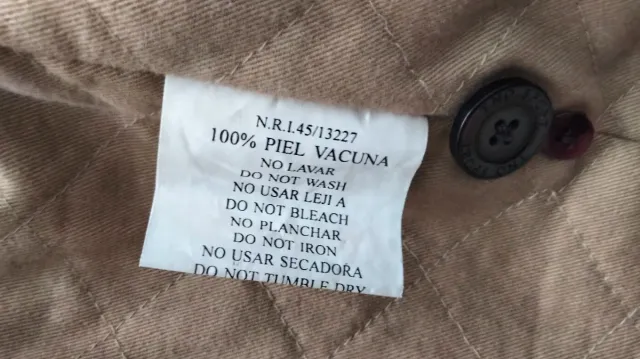 N.R.I.45/13227
100% PIEL VACUNA
NO LAVAR
DO NOT WASH
NO USAR LEJI A
DO NOT BLEACH
NO PLANCHAR
DO NOT IRON
NO USAR SECADORA
DO NOT TUMBLE DRY